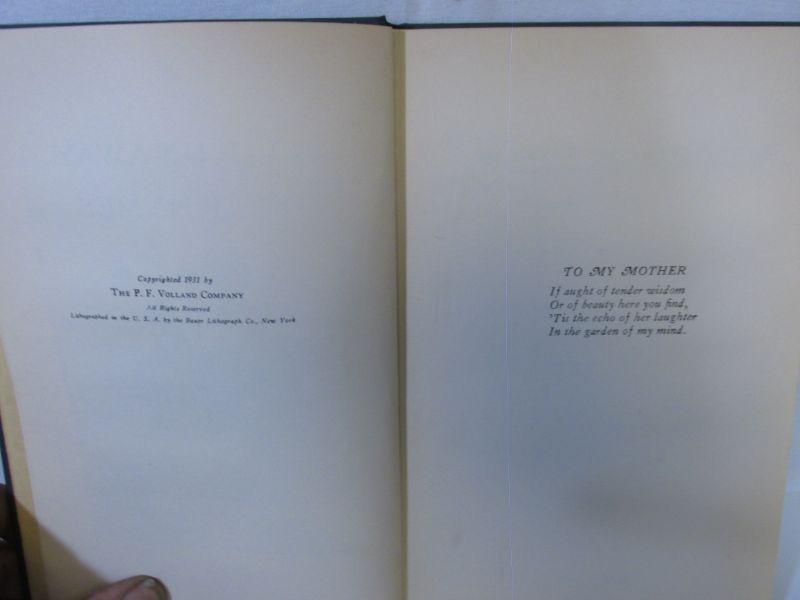 Copyrighted 1931 by
THE P. F. VOLLAND COMPANY
All Rights Reserved
Lithographed in the U. S. A. by the Bauer Lithograph Co., New York
TO MY MOTHER
If aught of tender wisdom
Or of beauty here you find,
'Tis the echo of her laughter
In the garden of my mind.